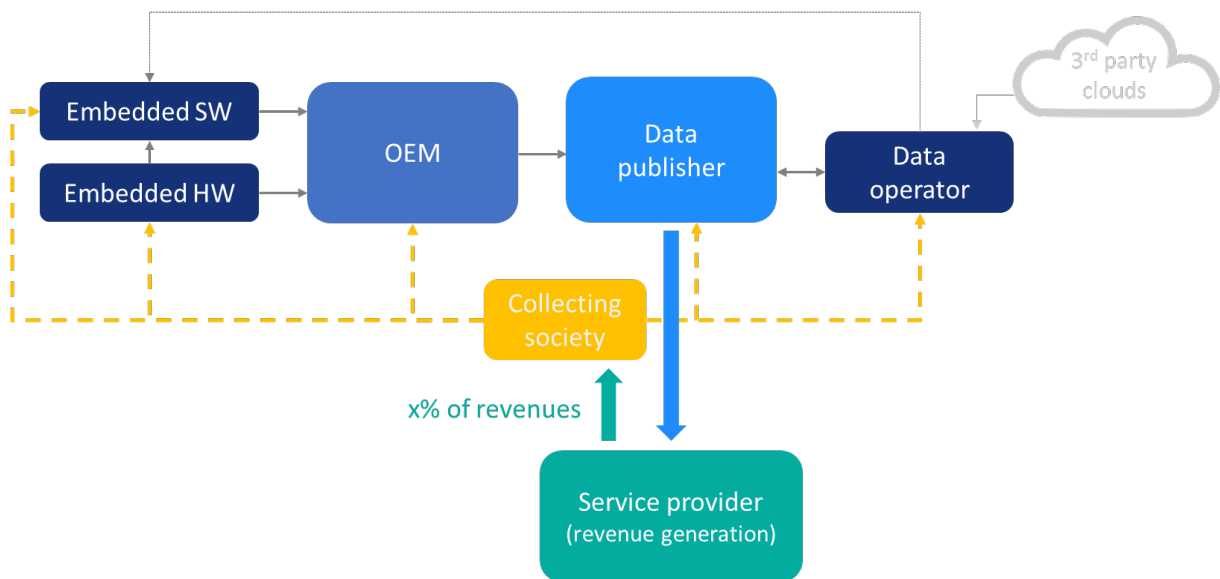 3rd party
clouds
Embedded SW
Embedded HW
OEM
Data
publisher
Data
operator
Collecting
society
x% of revenues
Service provider
(revenue generation)